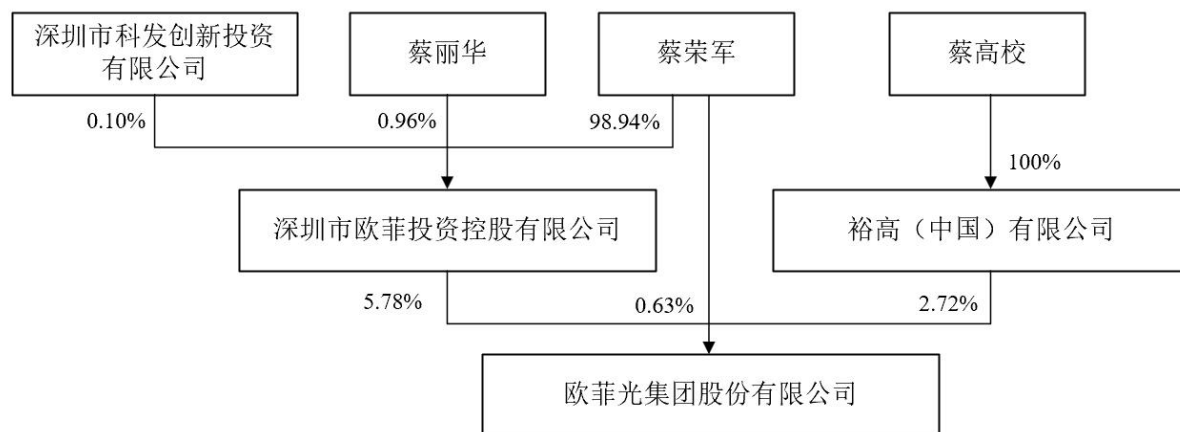 深圳市科发创新投资
有限公司
蔡丽华
蔡荣军
蔡高校
0.10%
0.96%
98.94%
100%
深圳市欧菲投资控股有限公司
裕高（中国）有限公司
5.78%
0.63%
2.72%
欧菲光集团股份有限公司